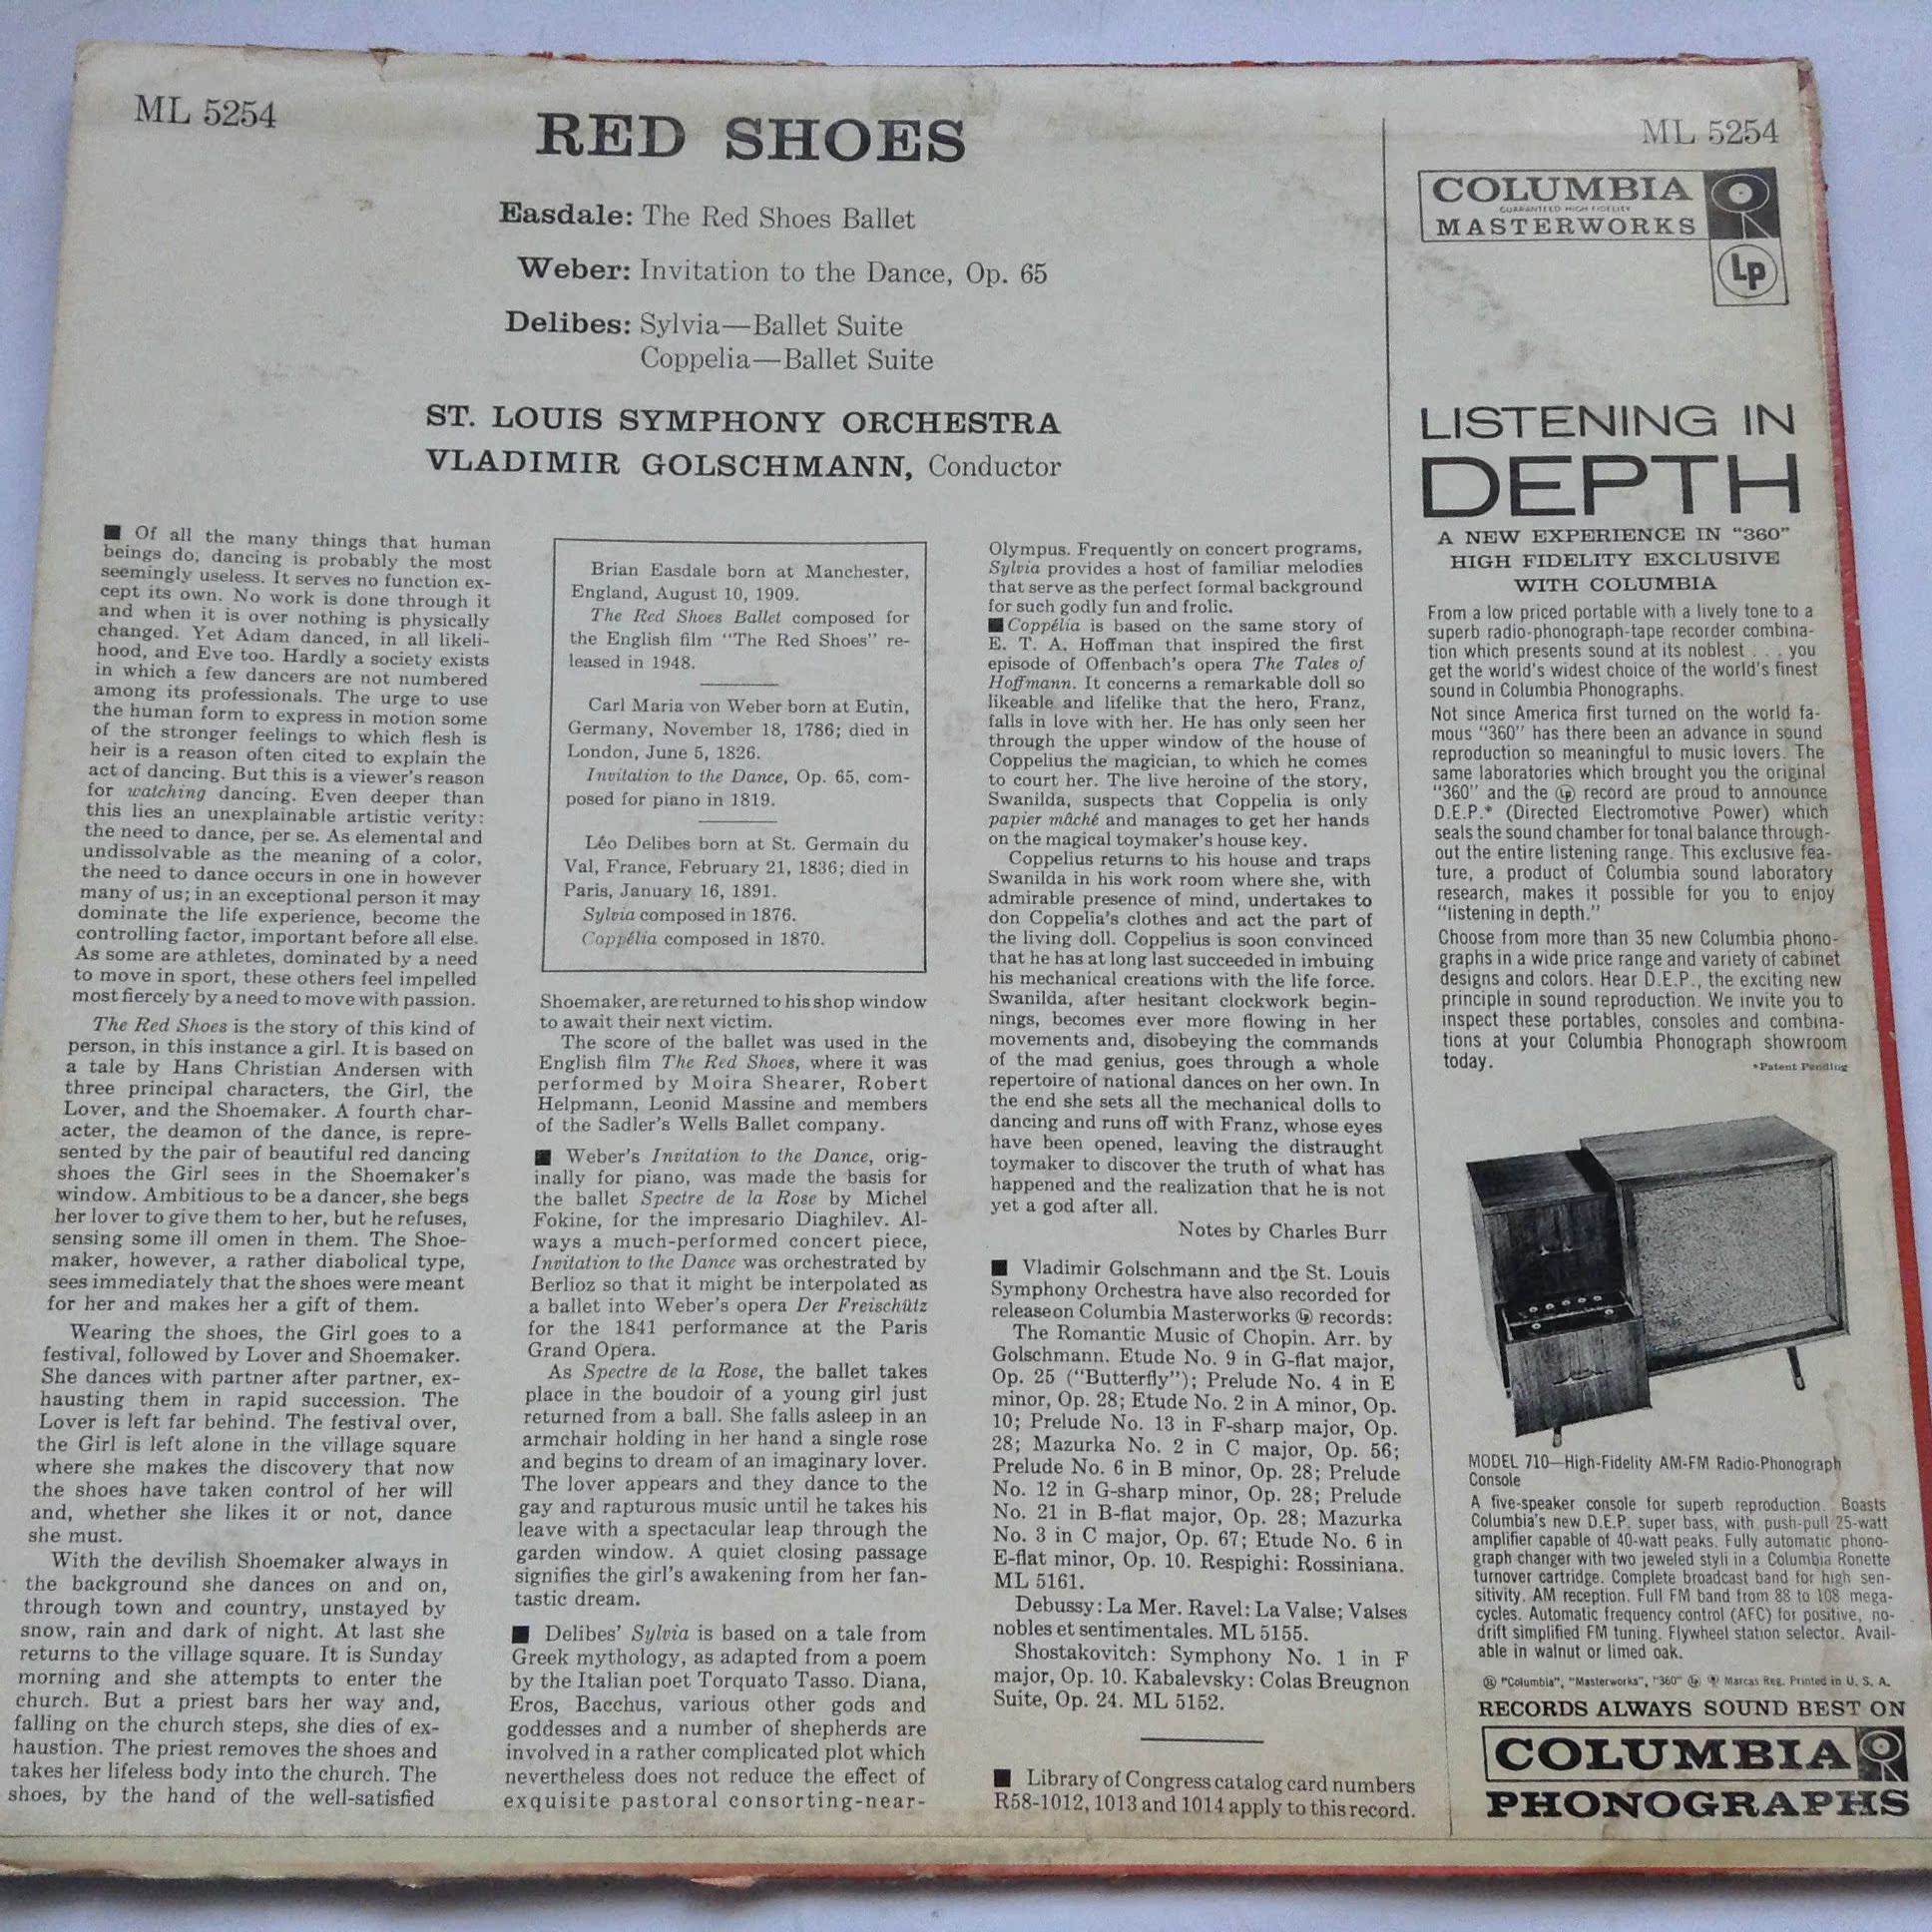 ML 5254
RED SHOES
Easdale: The Red Shoes Ballet
Weber: Invitation to the Dance, Op. 65
Delibes: Sylvia—Ballet Suite
Coppelia—Ballet Suite
ST. LOUIS SYMPHONY ORCHESTRA
VLADIMIR GOLSCHMANN, Conductor
■ Of all the many things that human
beings do, dancing is probably the most
seemingly useless. It serves no function ex-
cept its own. No work is done through it
and when it is over nothing is physically
changed. Yet Adam danced, in all likeli-
hood, and Eve too. Hardly a society exists
in which a few dancers are not numbered
among its professionals. The urge to use
the human form to express in motion some
of the stronger feelings to which flesh is
heir is a reason often cited to explain the
act of dancing. But this is a viewer's reason
for watching dancing. Even deeper than
this lies an unexplainable artistic verity:
the need to dance, per se. As elemental and
undissolvable as the meaning of a color,
the need to dance occurs in one in however
many of us; in an exceptional person it may
dominate the life experience, become the
controlling factor, important before all else.
As some are athletes, dominated by a need
to move in sport, these others feel impelled
most fiercely by a need to move with passion.
The Red Shoes is the story of this kind of
person, in this instance a girl. It is based on
a tale by Hans Christian Andersen with
three principal characters, the Girl, the
Lover, and the Shoemaker. A fourth char-
acter, the deamon of the dance, is repre-
sented by the pair of beautiful red dancing
shoes the Girl sees in the Shoemaker's
window. Ambitious to be a dancer, she begs
her lover to give them to her, but he refuses,
sensing some ill omen in them. The Shoe-
maker, however, a rather diabolical type,
sees immediately that the shoes were meant
for her and makes her a gift of them.
Wearing the shoes, the Girl goes to a
festival, followed by Lover and Shoemaker.
She dances with partner after partner, ex-
hausting them in rapid succession. The
Lover is left far behind. The festival over,
the Girl is left alone in the village square
where she makes the discovery that now
the shoes have taken control of her will
and, whether she likes it or not, dance
she must.
With the devilish Shoemaker always in
the background she dances on and on,
through town and country, unstayed by
snow, rain and dark of night. At last she
returns to the village square. It is Sunday
morning and she attempts to enter the
church. But a priest bars her way and,
falling on the church steps, she dies of ex-
haustion. The priest removes the shoes and
takes her lifeless body into the church. The
shoes, by the hand of the well-satisfied
Brian Easdale born at Manchester,
England, August 10, 1909.
The Red Shoes Ballet composed for
the English film "The Red Shoes" re-
leased in 1948.
Carl Maria von Weber born at Eutin,
Germany, November 18, 1786; died in
London, June 5, 1826.
Invitation to the Dance, Op. 65, com-
posed for piano in 1819.
Léo Delibes born at St. Germain du
Val, France, February 21, 1836; died in
Paris, January 16, 1891.
Sylvia composed in 1876.
Coppélia composed in 1870.
Shoemaker, are returned to his shop window
to await their next victim.
The score of the ballet was used in the
English film The Red Shoes, where it was
performed by Moira Shearer, Robert
Helpmann, Leonid Massine and members
of the Sadler's Wells Ballet company.
■ Weber's Invitation to the Dance, orig-
inally for piano, was made the basis for
the ballet Spectre de la Rose by Michel
Fokine, for the impresario Diaghilev. Al-
ways a much-performed concert piece,
Invitation to the Dance was orchestrated by
Berlioz so that it might be interpolated as
a ballet into Weber's opera Der Freischütz
for the 1841 performance at the Paris
Grand Opera.
As Spectre de la Rose, the ballet takes
place in the boudoir of a young girl just
returned from a ball. She falls asleep in an
armchair holding in her hand a single rose
and begins to dream of an imaginary lover.
The lover appears and they dance to the
gay and rapturous music until he takes his
leave with a spectacular leap through the
garden window. A quiet closing passage
signifies the girl's awakening from her fan-
tastic dream.
■ Delibes' Sylvia is based on a tale from
Greek mythology, as adapted from a poem
by the Italian poet Torquato Tasso. Diana,
Eros, Bacchus, various other gods and
goddesses and a number of shepherds are
involved in a rather complicated plot which
nevertheless does not reduce the effect of
exquisite pastoral consorting-near-
Olympus. Frequently on concert programs,
Sylvia provides a host of familiar melodies
that serve as the perfect formal background
for such godly fun and frolic.
■ Coppélia is based on the same story of
E. T. A. Hoffman that inspired the first
episode of Offenbach's opera The Tales of
Hoffmann. It concerns a remarkable doll so
likeable and lifelike that the hero, Franz,
falls in love with her. He has only seen her
through the upper window of the house of
Coppelius the magician, to which he comes
to court her. The live heroine of the story,
Swanilda, suspects that Coppelia is only
papier mâché and manages to get her hands
on the magical toymaker's house key.
Coppelius returns to his house and traps
Swanilda in his work room where she, with
admirable presence of mind, undertakes to
don Coppelia's clothes and act the part of
the living doll. Coppelius is soon convinced
that he has at long last succeeded in imbuing
his mechanical creations with the life force.
Swanilda, after hesitant clockwork begin-
nings, becomes ever more flowing in her
movements and, disobeying the commands
of the mad genius, goes through a whole
repertoire of national dances on her own. In
the end she sets all the mechanical dolls to
dancing and runs off with Franz, whose eyes
have been opened, leaving the distraught
toymaker to discover the truth of what has
happened and the realization that he is not
yet a god after all.
Notes by Charles Burr
■ Vladimir Golschmann and the St. Louis
Symphony Orchestra have also recorded for
release on Columbia Masterworks Lp records:
The Romantic Music of Chopin. Arr. by
Golschmann. Etude No. 9 in G-flat major,
Op. 25 ("Butterfly"); Prelude No. 4 in E
minor, Op. 28; Etude No. 2 in A minor, Op.
10; Prelude No. 13 in F-sharp major, Op.
28; Mazurka No. 2 in C major, Op. 56;
Prelude No. 6 in B minor, Op. 28; Prelude
No. 12 in G-sharp minor, Op. 28; Prelude
No. 21 in B-flat major, Op. 28; Mazurka
No. 3 in C major, Op. 67; Etude No. 6 in
E-flat minor, Op. 10. Respighi: Rossiniana.
ML 5161.
Debussy: La Mer. Ravel: La Valse; Valses
nobles et sentimentales. ML 5155.
Shostakovitch: Symphony No. 1 in F
major, Op. 10. Kabalevsky: Colas Breugnon
Suite, Op. 24. ML 5152.
■ Library of Congress catalog card numbers
R58-1012, 1013 and 1014 apply to this record.
ML 5254
COLUMBIA
GUARANTEED HIGH FIDELITY
MASTERWORKS
Lp
LISTENING IN
DEPTH
A NEW EXPERIENCE IN "360"
HIGH FIDELITY EXCLUSIVE
WITH COLUMBIA
From a low priced portable with a lively tone to a
superb radio-phonograph-tape recorder combina-
tion which presents sound at its noblest . . . you
get the world's widest choice of the world's finest
sound in Columbia Phonographs.
Not since America first turned on the world fa-
mous "360" has there been an advance in sound
reproduction so meaningful to music lovers. The
same laboratories which brought you the original
"360" and the Lp record are proud to announce
D.E.P.* (Directed Electromotive Power) which
seals the sound chamber for tonal balance through-
out the entire listening range. This exclusive fea-
ture, a product of Columbia sound laboratory
research, makes it possible for you to enjoy
"listening in depth."
Choose from more than 35 new Columbia phono-
graphs in a wide price range and variety of cabinet
designs and colors. Hear D.E.P., the exciting new
principle in sound reproduction. We invite you to
inspect these portables, consoles and combina-
tions at your Columbia Phonograph showroom
today.
*Patent Pending
MODEL 710—High-Fidelity AM-FM Radio-Phonograph
Console
A five-speaker console for superb reproduction. Boasts
Columbia's new D.E.P. super bass, with push-pull 25-watt
amplifier capable of 40-watt peaks. Fully automatic phono-
graph changer with two jeweled styli in a Columbia Ronette
turnover cartridge. Complete broadcast band for high sen-
sitivity. AM reception. Full FM band from 88 to 108 mega-
cycles. Automatic frequency control (AFC) for positive, no-
drift simplified FM tuning. Flywheel station selector. Avail-
able in walnut or limed oak.
® "Columbia", "Masterworks", "360" Lp Marcas Reg. Printed in U. S. A.
RECORDS ALWAYS SOUND BEST ON
COLUMBIA
PHONOGRAPHS